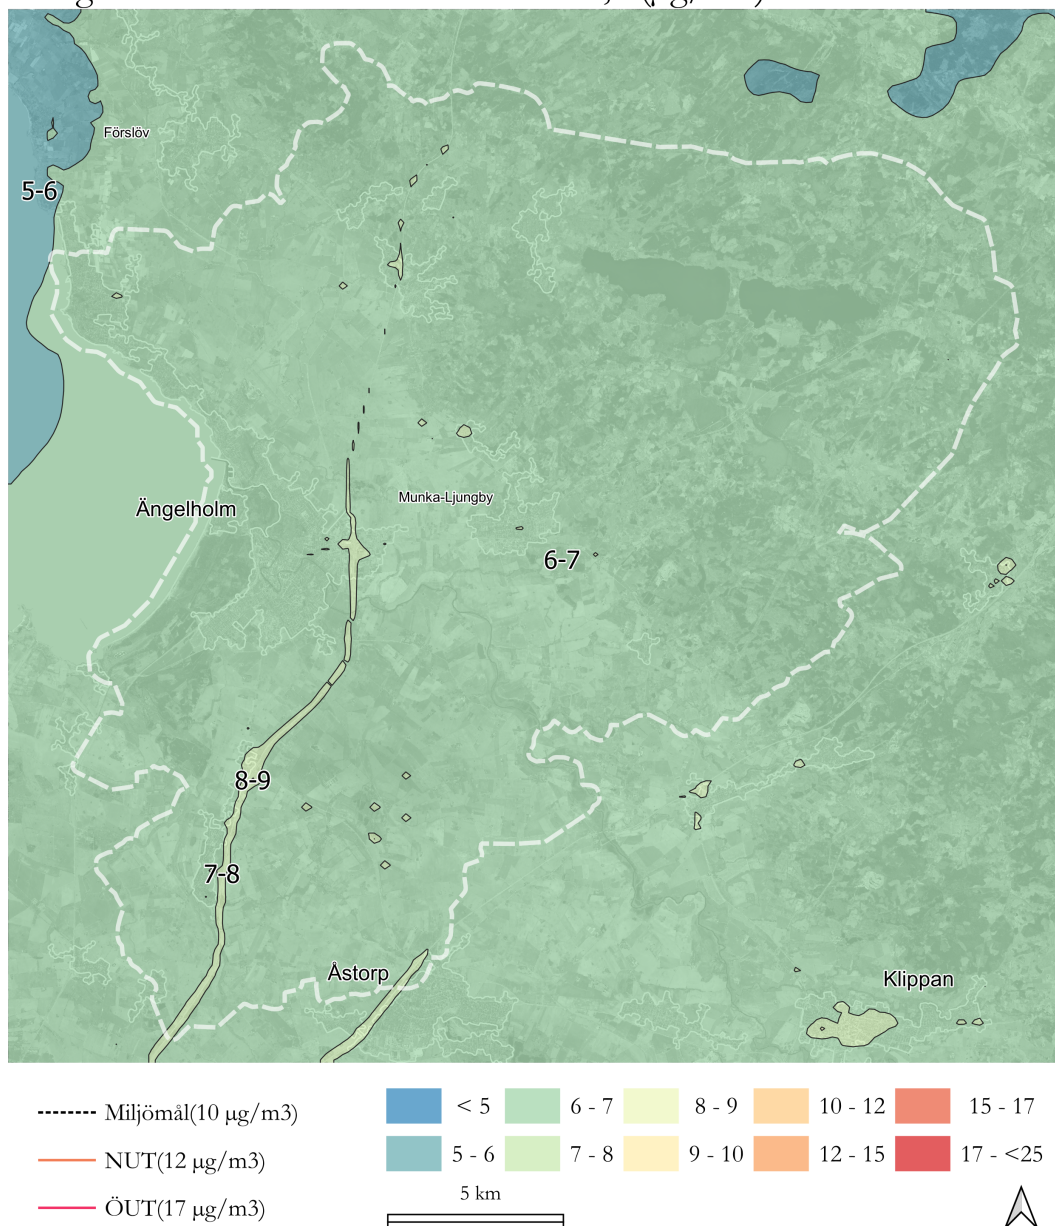 Förslöv
5-6
Ängelholm
Munka-Ljungby
6-7
8-9
7-8
Åstorp
Klippan
Miljömål(10 µg/m3)
NUT(12 µg/m3)
ÖUT(17 µg/m3)
< 5
6 - 7
8 - 9
10 - 12
15 - 17
5 - 6
7 - 8
9 - 10
12 - 15
17 - <25
5 km